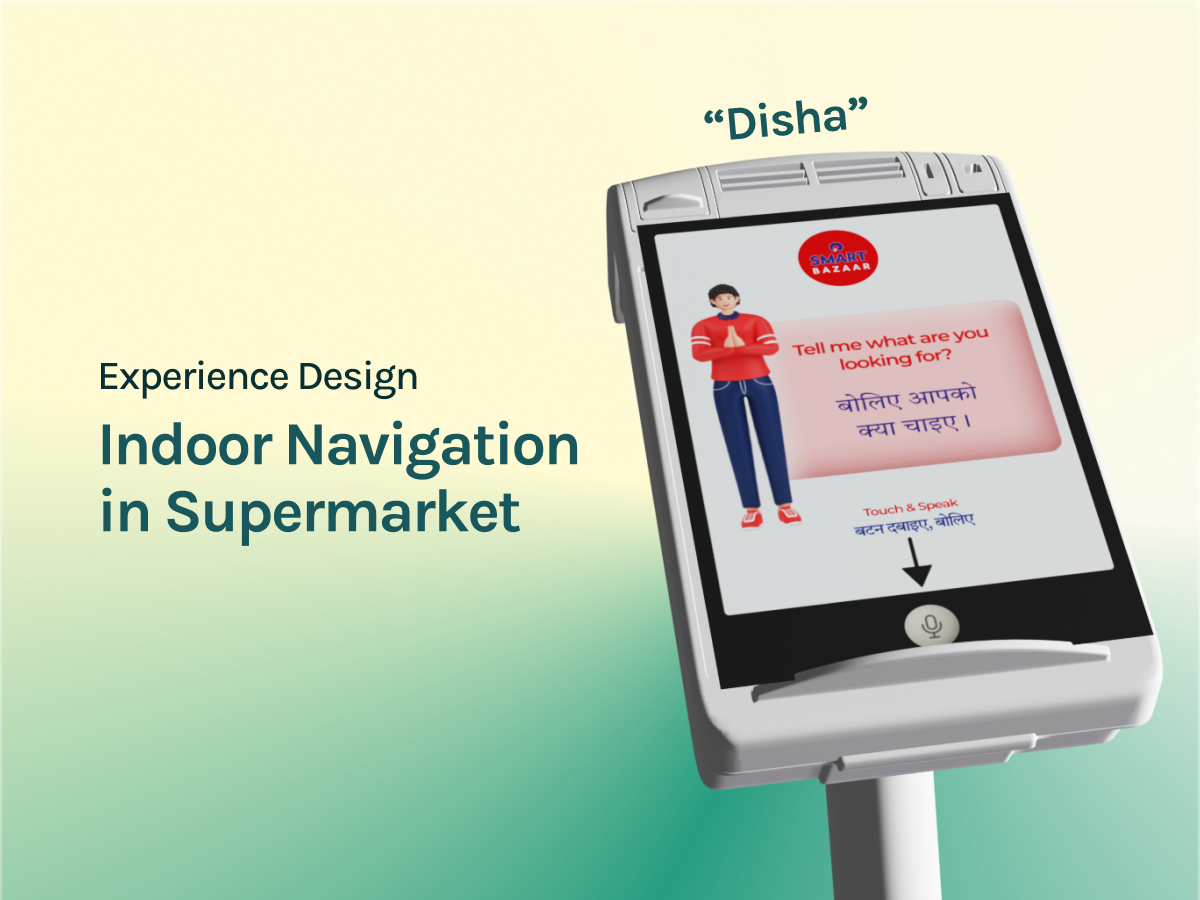 “Disha”
Experience Design
Indoor Navigation
in Supermarket
SMART
BAZAAR
Tell me what are you
looking for?
बोलिए आपको
क्या चाइए ।
Touch & Speak
बटन दबाइए, बोलिए